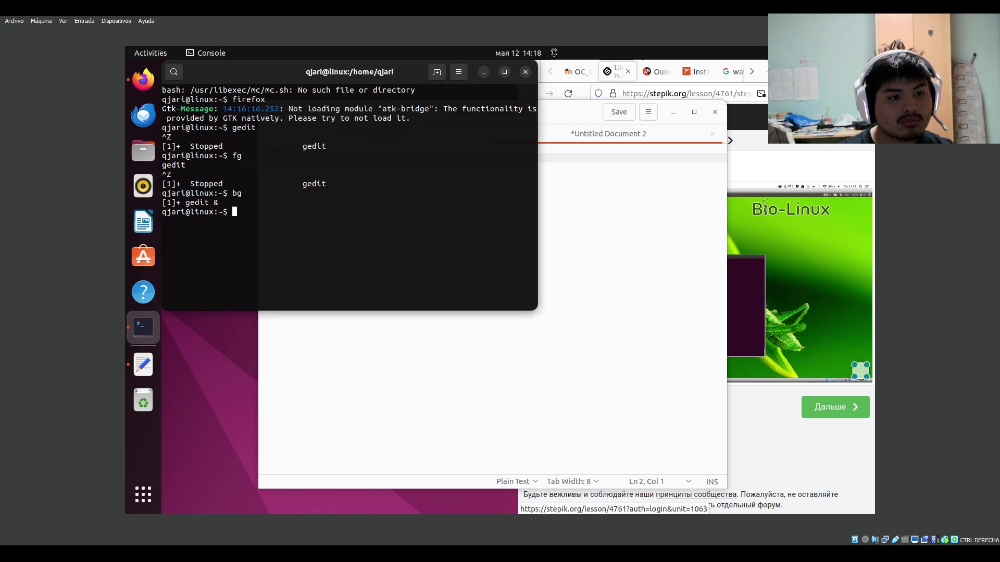 Archivo Máquina Ver Entrada Dispositivos Ayuda
Activities Console мая 12 14:18
qjari@linux:/home/qjari
bash: /usr/libexec/mc/mc.sh: No such file or directory
qjari@linux:~$ firefox
Gtk-Message: 14:16:16.252: Not loading module "atk-bridge": The functionality is
provided by GTK natively. Please try to not load it.
qjari@linux:~$ gedit
^Z
[1]+ Stopped gedit
qjari@linux:~$ fg
gedit
^Z
[1]+ Stopped gedit
qjari@linux:~$ bg
[1]+ gedit &
qjari@linux:~$
OC_ Ша Оши Insta wa
PLA
https://stepik.org/lesson/4761/step
Save
*Untitled Document 2
Bio-Linux
Дальше
Plain Text Tab Width: 8 Ln 2, Col 1 INS
Будьте вежливы и соблюдайте наши принципы сообщества. Пожалуйста, не оставляйте
ь отдельный форум.
https://stepik.org/lesson/4761?auth=login&unit=1063
CTRL DERECHA